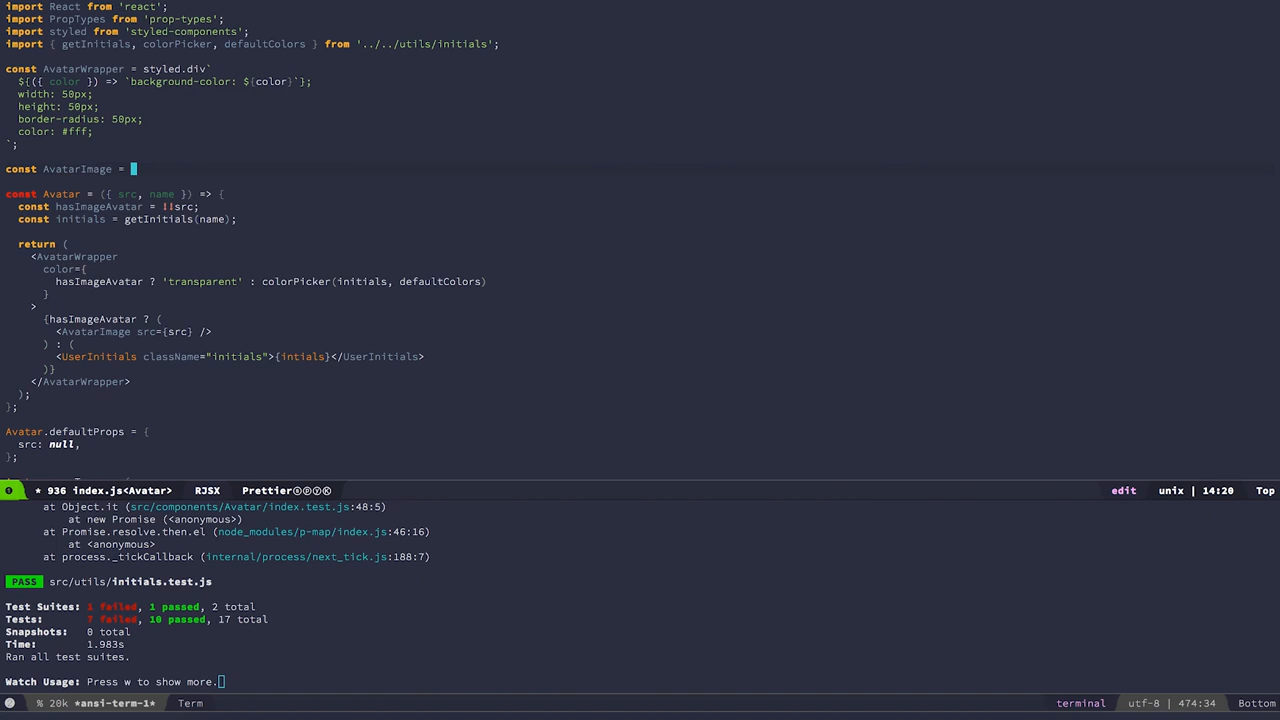 import React from 'react';
import PropTypes from 'prop-types';
import styled from 'styled-components';
import { getInitials, colorPicker, defaultColors } from '../../utils/initials';
const AvatarWrapper = styled.div`
${({ color }) => `background-color: ${color}`};
width: 50px;
height: 50px;
border-radius: 50px;
color: #fff;
`;
const AvatarImage =
const Avatar = ({ src, name }) => {
const hasImageAvatar = !!src;
const initials = getInitials(name);
return (
<AvatarWrapper
color={
hasImageAvatar ? 'transparent' : colorPicker(initials, defaultColors)
}
>
{hasImageAvatar ? (
<AvatarImage src={src} />
) : (
<UserInitials className="initials">{intials}</UserInitials>
)}
</AvatarWrapper>
);
};
Avatar.defaultProps = {
src: null,
};
* 936 index.js<Avatar> RJSX Prettierⓢⓟⓨⓚ edit unix | 14:20 Top
at Object.it (src/components/Avatar/index.test.js:48:5)
at new Promise (<anonymous>)
at Promise.resolve.then.el (node_modules/p-map/index.js:46:16)
at <anonymous>
at process._tickCallback (internal/process/next_tick.js:188:7)
PASS src/utils/initials.test.js
Test Suites: 1 failed, 1 passed, 2 total
Tests: 7 failed, 10 passed, 17 total
Snapshots: 0 total
Time: 1.983s
Ran all test suites.
Watch Usage: Press w to show more.
% 20k *ansi-term-1* Term terminal utf-8 | 474:34 Bottom